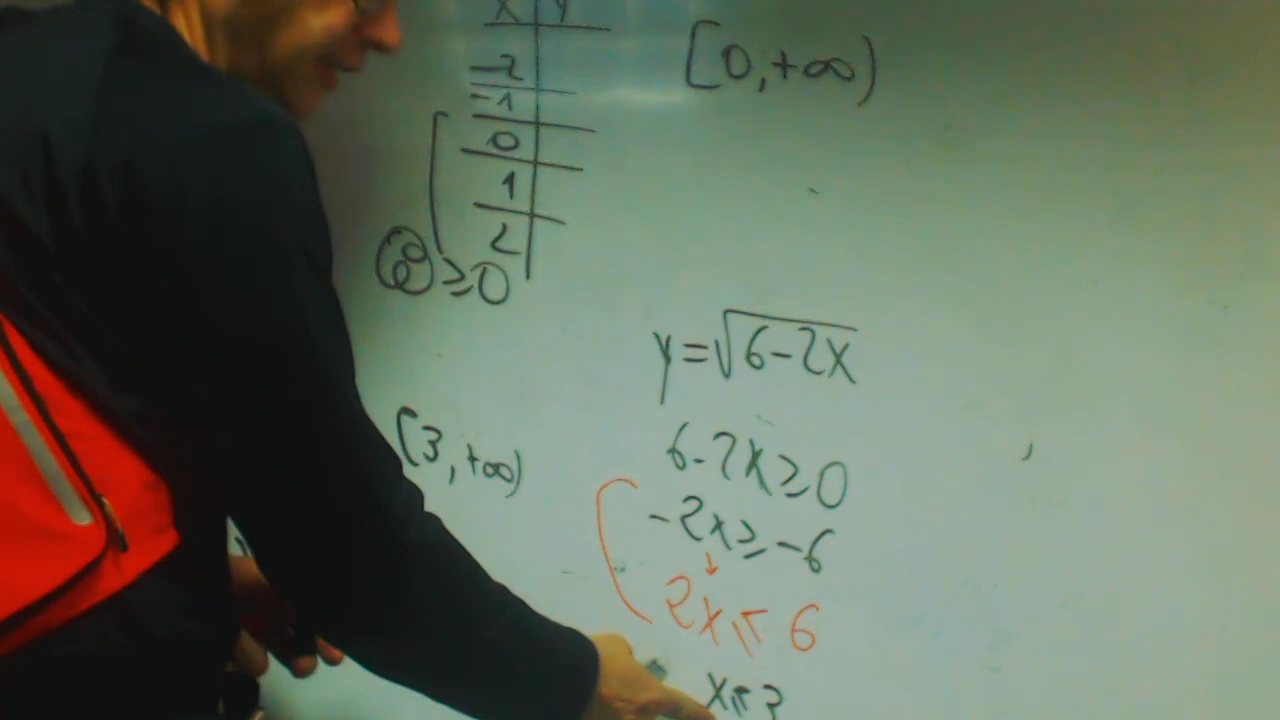 x y
-2
-1
0
1
2
≥0
[0,+∞)
y=√6-2x
[3,+∞)
6-2x≥0
-2x≥-6
2x≤6
x≤3